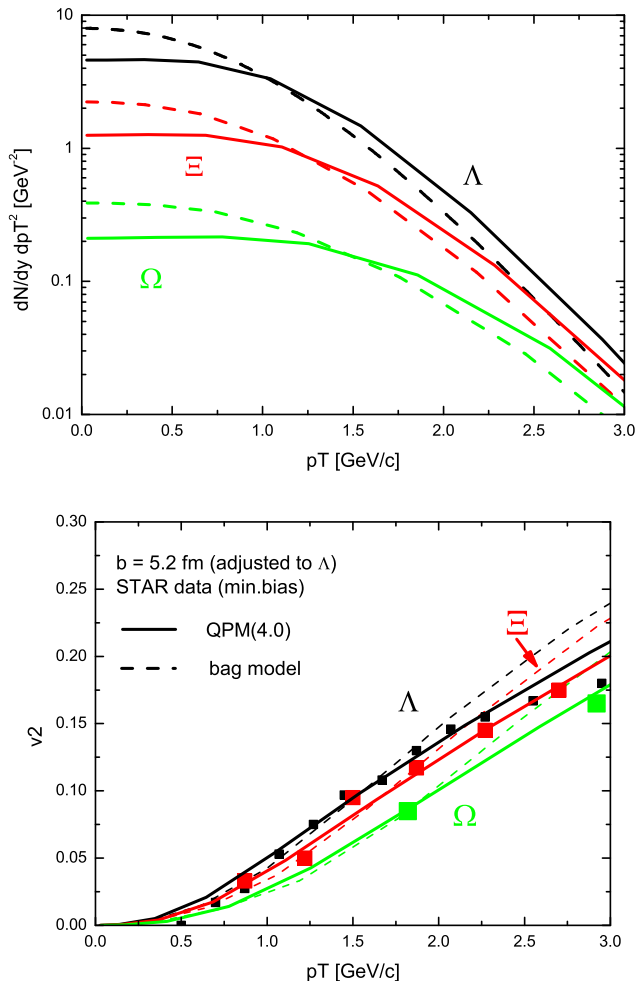 10
1
0.1
0.01
dN/dy dpT² [GeV⁻²]
Λ
Ξ
Ω
0.0 0.5 1.0 1.5 2.0 2.5 3.0
pT [GeV/c]
0.30
0.25
0.20
0.15
0.10
0.05
0.00
v2
b = 5.2 fm (adjusted to Λ)
STAR data (min.bias)
QPM(4.0)
bag model
Ξ
Λ
Ω
0.0 0.5 1.0 1.5 2.0 2.5 3.0
pT [GeV/c]